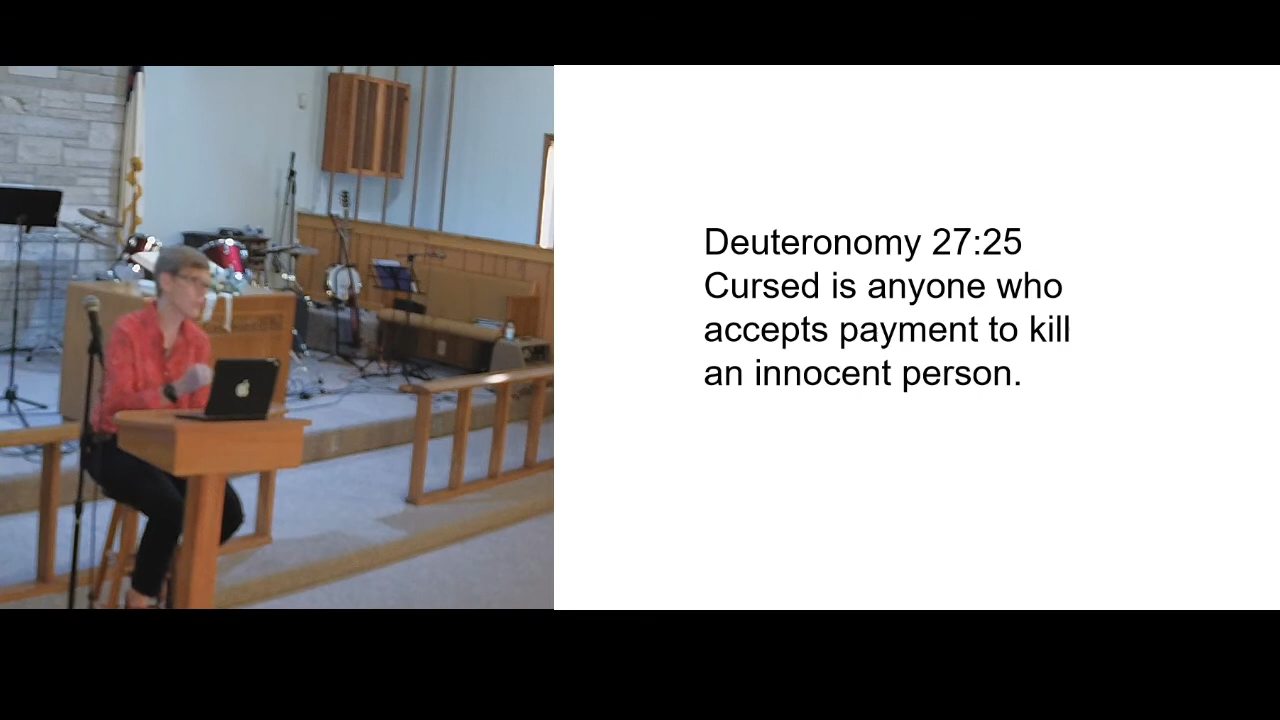 Deuteronomy 27:25
Cursed is anyone who
accepts payment to kill
an innocent person.